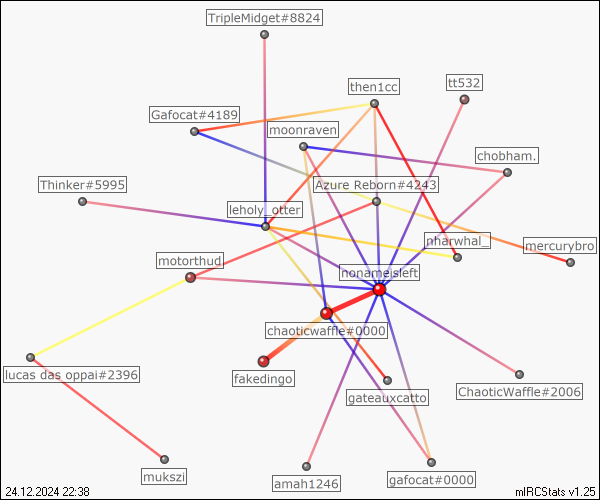 TripleMidget#8824
then1cc
tt532
Gafocat#4189
moonraven
chobham.
Thinker#5995
Azure Reborn#4243
leholy_otter
nharwhal_
mercurybro
motorthud
nonameisleft
chaoticwaffle#0000
lucas das oppai#2396
fakedingo
gateauxcatto
ChaoticWaffle#2006
mukszi
amah1246
gafocat#0000
24.12.2024 22:38
mIRCStats v1.25